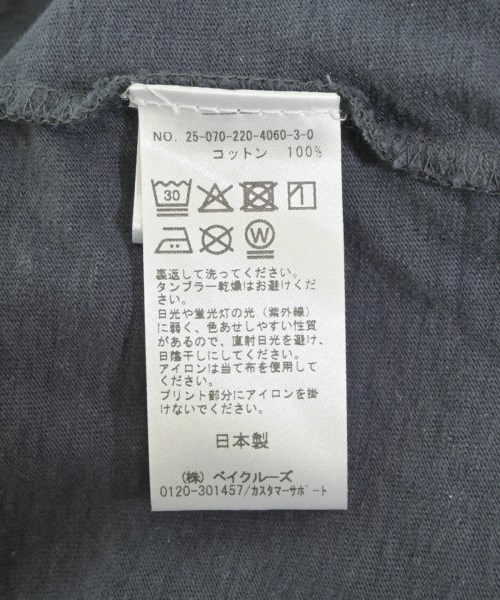 NO. 25-070-220-4060-3-0
コットン 100%
30
W
裏返して洗ってください。
タンブラー乾燥はお避けください。
日光や蛍光灯の光（紫外線）
に弱く、色あせしやすい性質
があるので、直射日光を避け、
日陰干しにしてください。
アイロンは当て布を使用して
ください。
プリント部分にアイロンを掛
けないでください。
日本製
（株）ベイクルーズ
0120-301457/カスタマーサポート